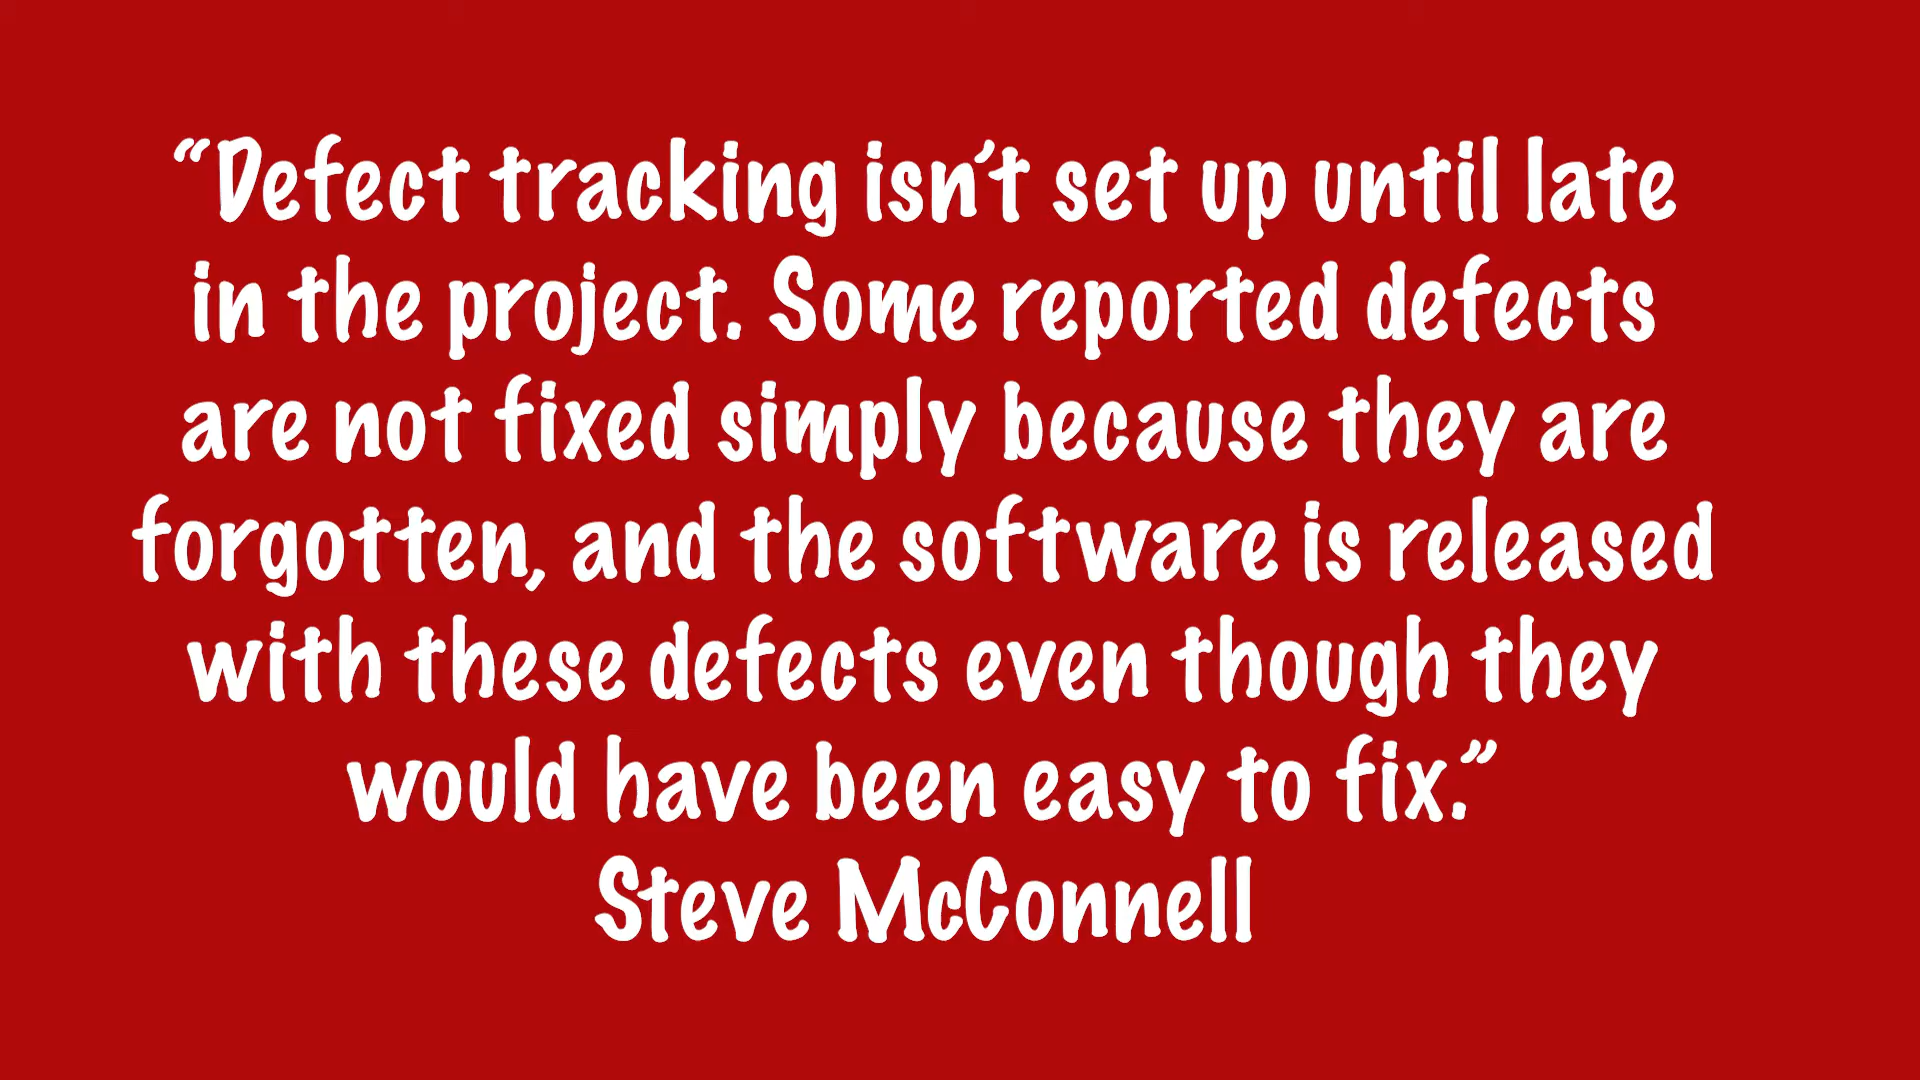 “Defect tracking isn’t set up until late
in the project. Some reported defects
are not fixed simply because they are
forgotten, and the software is released
with these defects even though they
would have been easy to fix.”
Steve McConnell